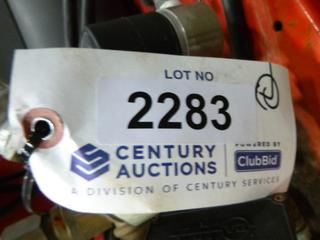 LOT NO
2283
CENTURY
AUCTIONS
POWERED BY
ClubBid
A DIVISION OF CENTURY SERVICES